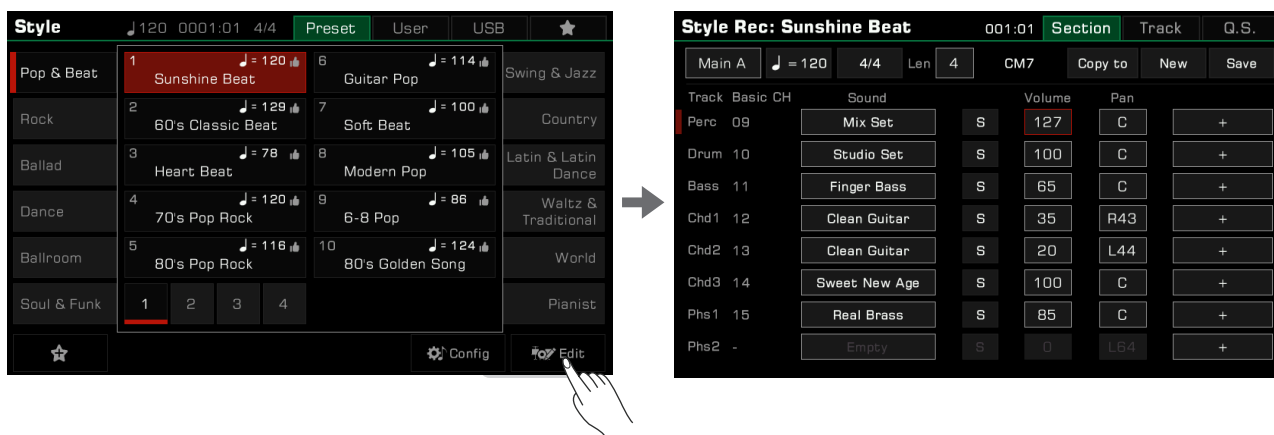 Style ♩120 0001:01 4/4 Preset User USB
Pop & Beat
Rock
Ballad
Dance
Ballroom
Soul & Funk
1 ♩= 120
Sunshine Beat
2 ♩= 129
60's Classic Beat
3 ♩= 78
Heart Beat
4 ♩= 120
70's Pop Rock
5 ♩= 116
80's Pop Rock
6 ♩= 114
Guitar Pop
7 ♩= 100
Soft Beat
8 ♩= 105
Modern Pop
9 ♩= 86
6-8 Pop
10 ♩= 124
80's Golden Song
1 2 3 4
Swing & Jazz
Country
Latin & Latin
Dance
Waltz &
Traditional
World
Pianist
Config Edit
Style Rec: Sunshine Beat 001:01 Section Track Q.S.
Main A ♩= 120 4/4 Len 4 CM7 Copy to New Save
Track Basic CH Sound Volume Pan
Perc 09 Mix Set S 127 C +
Drum 10 Studio Set S 100 C +
Bass 11 Finger Bass S 65 C +
Chd1 12 Clean Guitar S 35 R43 +
Chd2 13 Clean Guitar S 20 L44 +
Chd3 14 Sweet New Age S 100 C +
Phs1 15 Real Brass S 85 C +
Phs2 - Empty S 0 L64 +